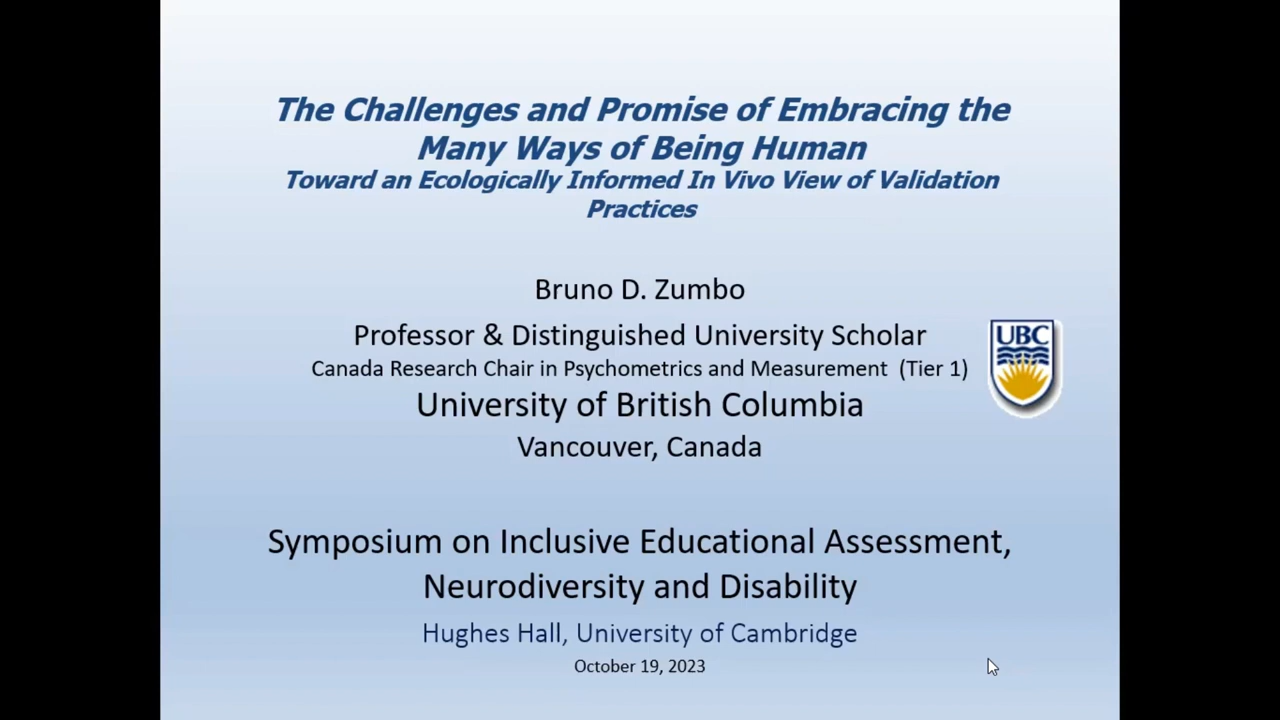 The Challenges and Promise of Embracing the
Many Ways of Being Human
Toward an Ecologically Informed In Vivo View of Validation
Practices
Bruno D. Zumbo
Professor & Distinguished University Scholar
Canada Research Chair in Psychometrics and Measurement (Tier 1)
UBC
University of British Columbia
Vancouver, Canada
Symposium on Inclusive Educational Assessment,
Neurodiversity and Disability
Hughes Hall, University of Cambridge
October 19, 2023